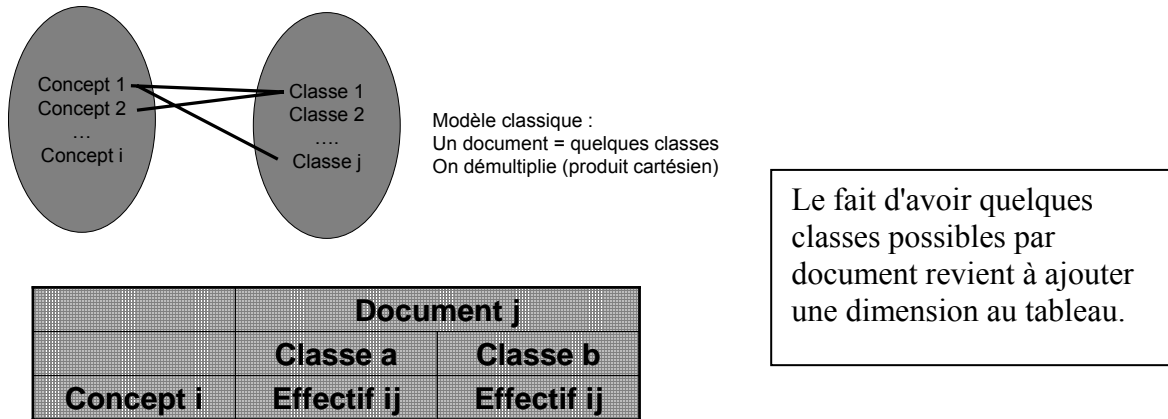 Concept 1
Concept 2
…
Concept i
Classe 1
Classe 2
….
Classe j
Modèle classique :
Un document = quelques classes
On démultiplie (produit cartésien)
Le fait d'avoir quelques
classes possibles par
document revient à ajouter
une dimension au tableau.
Document j
Classe a Classe b
Concept i Effectif ij Effectif ij